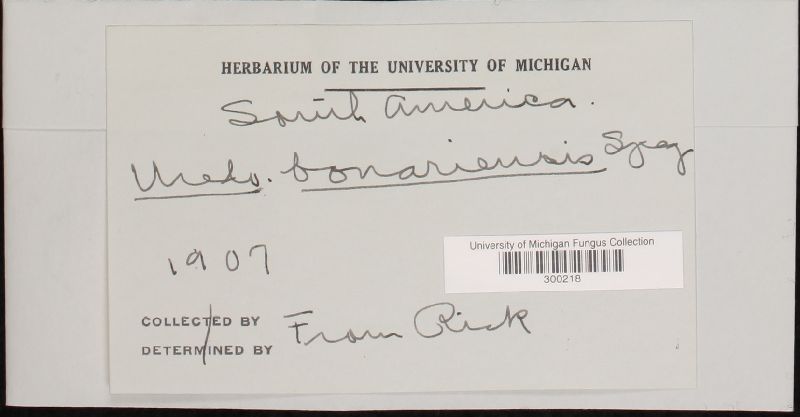 HERBARIUM OF THE UNIVERSITY OF MICHIGAN
South America.
Uredo. bonariensis Speg
1907
University of Michigan Fungus Collection
300218
COLLECTED BY From Rick
DETERMINED BY